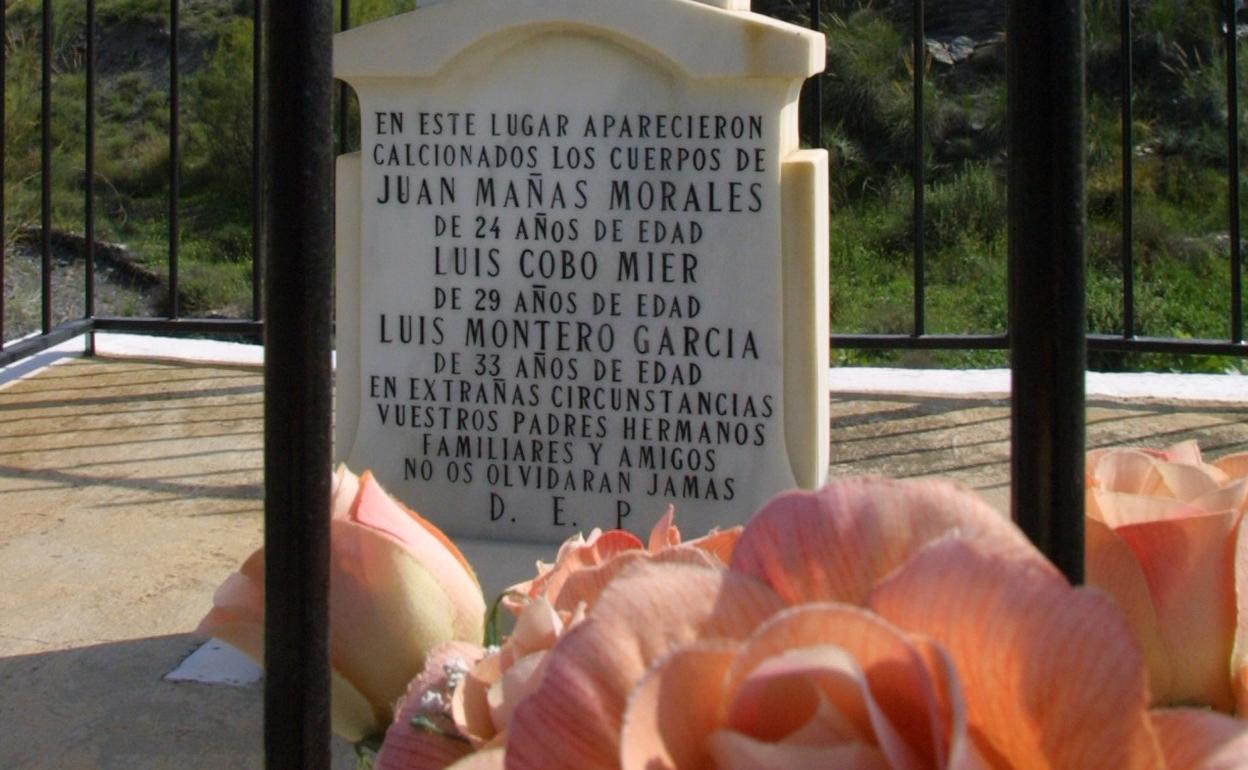 EN ESTE LUGAR APARECIERON
CALCIONADOS LOS CUERPOS DE
JUAN MAÑAS MORALES
DE 24 AÑOS DE EDAD
LUIS COBO MIER
DE 29 AÑOS DE EDAD
LUIS MONTERO GARCIA
DE 33 AÑOS DE EDAD
EN EXTRAÑAS CIRCUNSTANCIAS
VUESTROS PADRES HERMANOS
FAMILIARES Y AMIGOS
NO OS OLVIDARAN JAMAS
D. E. P